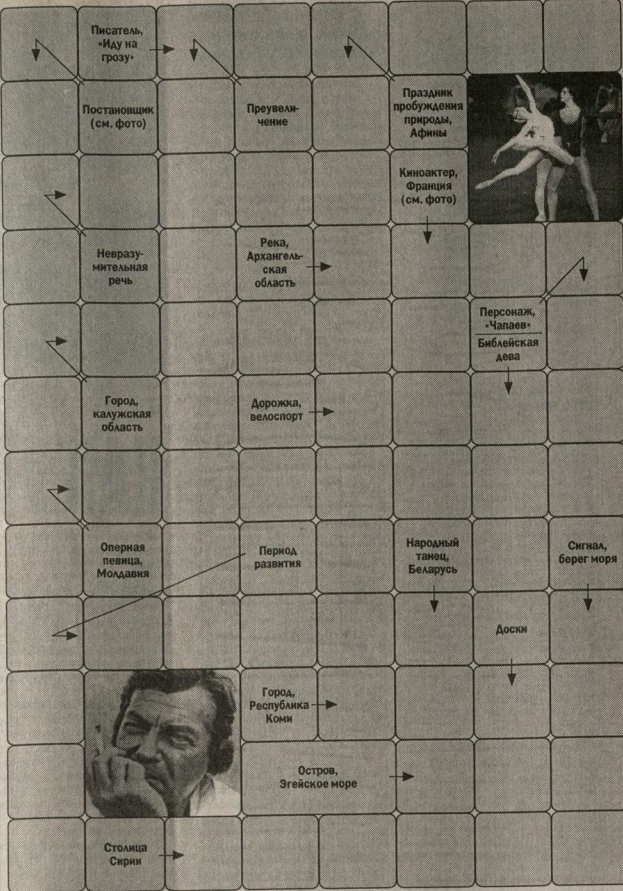 Писатель,
«Иду на
грозу»
Постановщик
(см. фото)
Преувели-
чение
Праздник
пробуждения
природы,
Афины
Киноактер,
Франция
(см. фото)
Невразу-
мительная
речь
Река,
Архангель-
ская
область
Персонаж,
«Чапаев»
Библейская
дева
Город,
калужская
область
Дорожка,
велоспорт
Оперная
певица,
Молдавия
Период
развития
Народный
танец,
Беларусь
Сигнал,
берег моря
Доски
Город,
Республика
Коми
Остров,
Эгейское море
Столица
Сирии